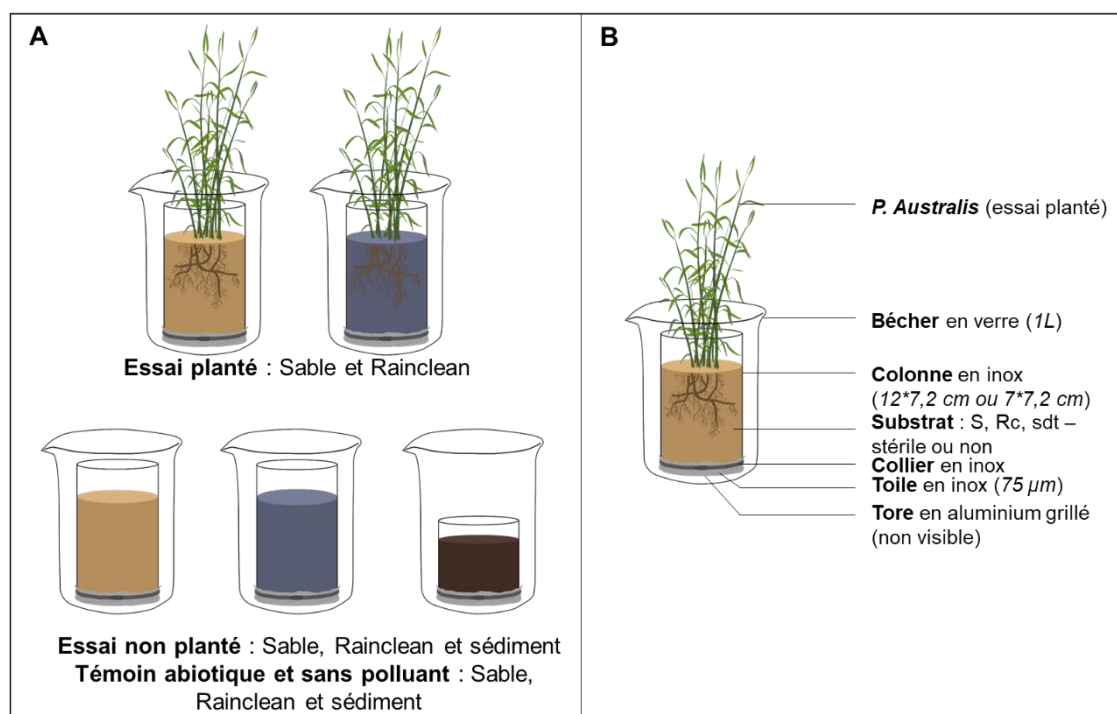 A
Essai planté : Sable et Rainclean
Essai non planté : Sable, Rainclean et sédiment
Témoin abiotique et sans polluant : Sable,
Rainclean et sédiment
B
P. Australis (essai planté)
Bécher en verre (1L)
Colonne en inox
(12*7,2 cm ou 7*7,2 cm)
Substrat : S, Rc, sdt –
stérile ou non
Collier en inox
Toile en inox (75 µm)
Tore en aluminium grillé
(non visible)